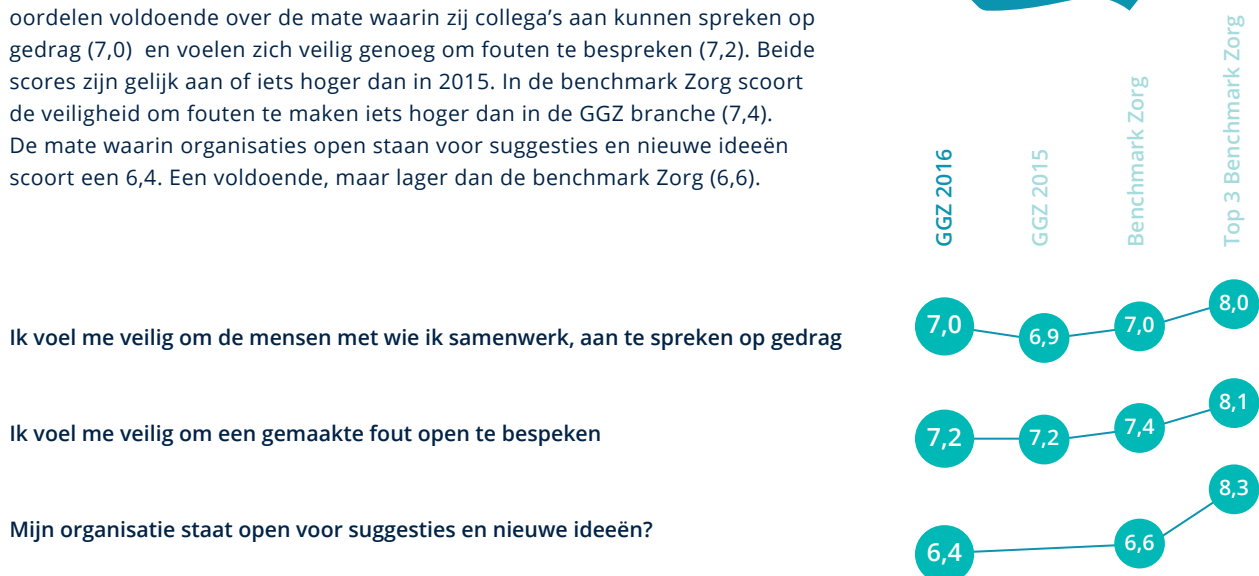 oordelen voldoende over de mate waarin zij collega’s aan kunnen spreken op
gedrag (7,0)  en voelen zich veilig genoeg om fouten te bespreken (7,2). Beide
scores zijn gelijk aan of iets hoger dan in 2015. In de benchmark Zorg scoort
de veiligheid om fouten te maken iets hoger dan in de GGZ branche (7,4).
De mate waarin organisaties open staan voor suggesties en nieuwe ideeën
scoort een 6,4. Een voldoende, maar lager dan de benchmark Zorg (6,6).
GGZ 2016
GGZ 2015
Benchmark Zorg
Top 3 Benchmark Zorg
Ik voel me veilig om de mensen met wie ik samenwerk, aan te spreken op gedrag
7,0
6,9
7,0
8,0
Ik voel me veilig om een gemaakte fout open te bespeken
7,2
7,2
7,4
8,1
Mijn organisatie staat open voor suggesties en nieuwe ideeën?
6,4
6,6
8,3